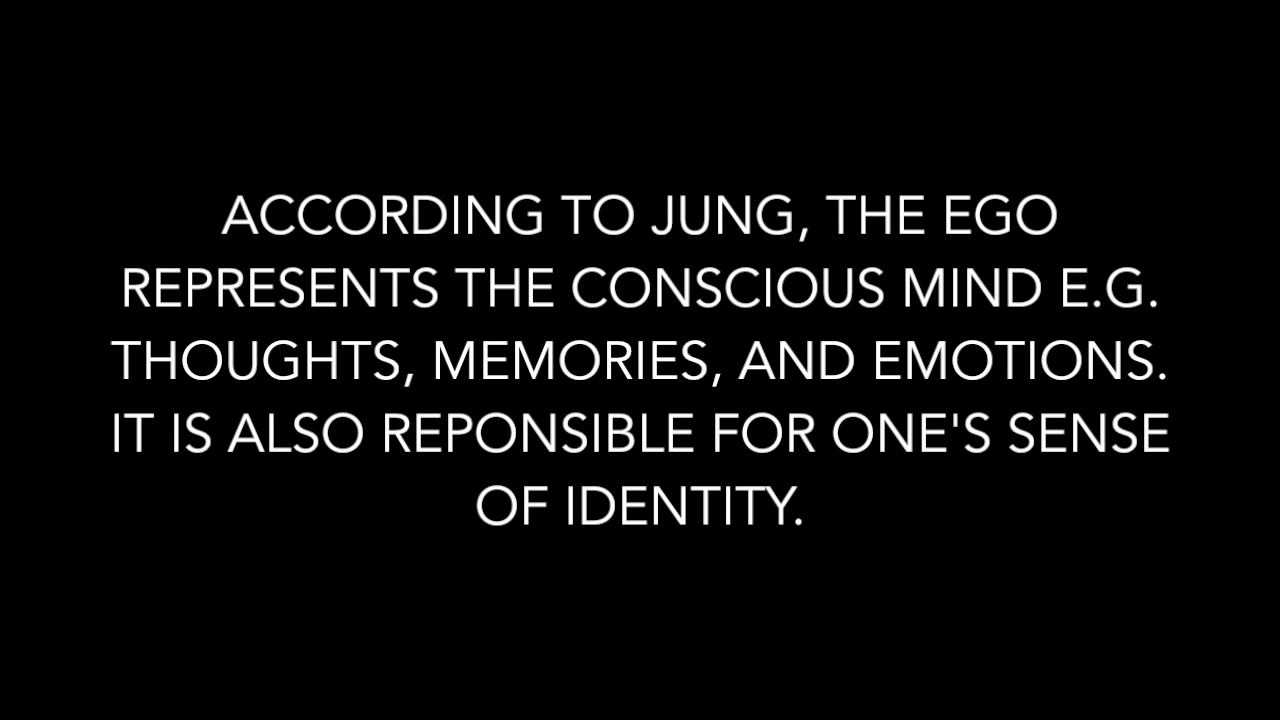 ACCORDING TO JUNG, THE EGO
REPRESENTS THE CONSCIOUS MIND E.G.
THOUGHTS, MEMORIES, AND EMOTIONS.
IT IS ALSO REPONSIBLE FOR ONE'S SENSE
OF IDENTITY.